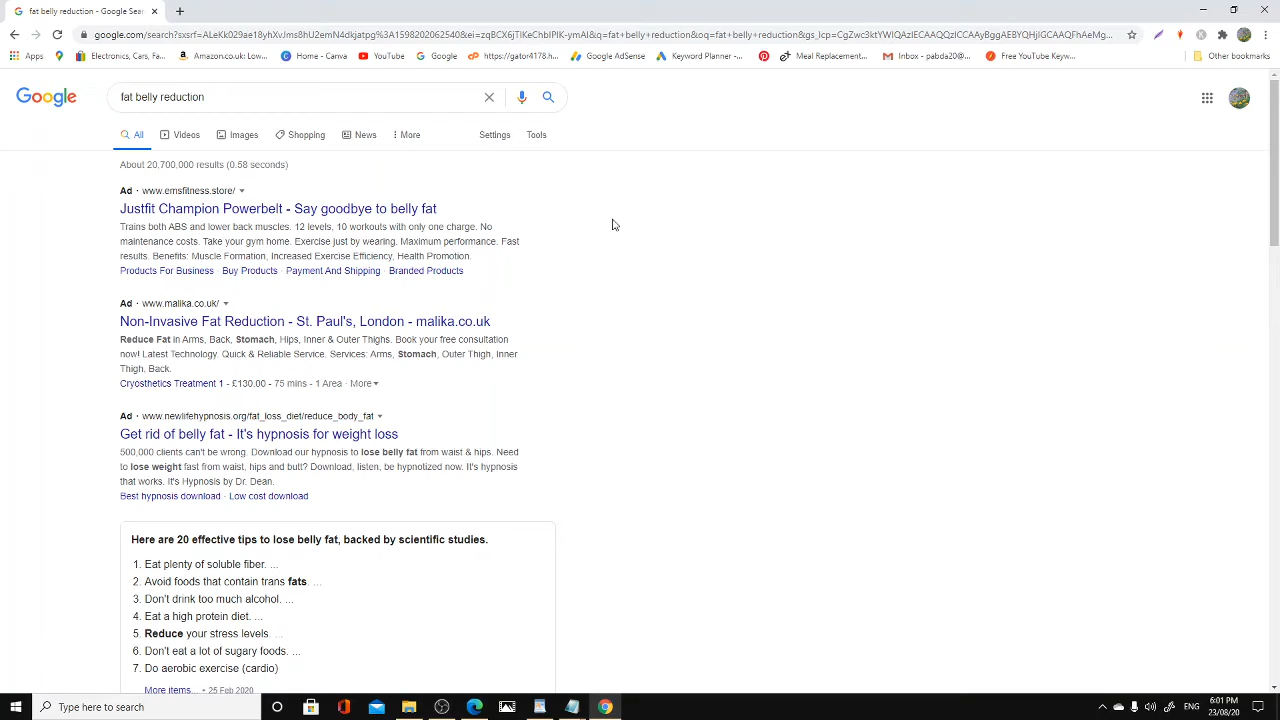 fat belly reduction - Google Sear
google.com/search?sxsrf=ALeKk029ae18yhXvJms8hU2emN4dkjatpg%3A1598202062540&ei=
Apps
Electronics, Cars, Fa...
Amazon.co.uk: Low...
Home - Canva
YouTube
Google
https://gator4178.h...
Google AdSense
Keyword Planner -...
Meal Replacement...
Inbox - pabda20@...
Free YouTube Keyw...
Other bookmarks
Google
fat belly reduction
All
Videos
Images
Shopping
News
More
Settings
Tools
About 20,700,000 results (0.58 seconds)
Ad · www.emsfitness.store/
Justfit Champion Powerbelt - Say goodbye to belly fat
Trains both ABS and lower back muscles. 12 levels, 10 workouts with only one charge. No
maintenance costs. Take your gym home. Exercise just by wearing. Maximum performance. Fast
results. Benefits: Muscle Formation, Increased Exercise Efficiency, Health Promotion.
Products For Business · Buy Products · Payment And Shipping · Branded Products
Ad · www.malika.co.uk/
Non-Invasive Fat Reduction - St. Paul's, London - malika.co.uk
Reduce Fat in Arms, Back, Stomach, Hips, Inner & Outer Thighs. Book your free consultation
now! Latest Technology. Quick & Reliable Service. Services: Arms, Stomach, Outer Thigh, Inner
Thigh, Back.
Cryosthetics Treatment 1 - £130.00 - 75 mins - 1 Area · More
Ad · www.newlifehypnosis.org/fat_loss_diet/reduce_body_fat
Get rid of belly fat - It's hypnosis for weight loss
500,000 clients can't be wrong. Download our hypnosis to lose belly fat from waist & hips. Need
to lose weight fast from waist, hips and butt? Download, listen, be hypnotized now. It's hypnosis
that works. It's Hypnosis by Dr. Dean.
Best hypnosis download · Low cost download
Here are 20 effective tips to lose belly fat, backed by scientific studies.
1. Eat plenty of soluble fiber. ...
2. Avoid foods that contain trans fats. ...
3. Don't drink too much alcohol. ...
4. Eat a high protein diet. ...
5. Reduce your stress levels. ...
6. Don't eat a lot of sugary foods. ...
7. Do aerobic exercise (cardio)
More items... • 25 Feb 2020
Type here to search
ENG
6:01 PM
23/08/20